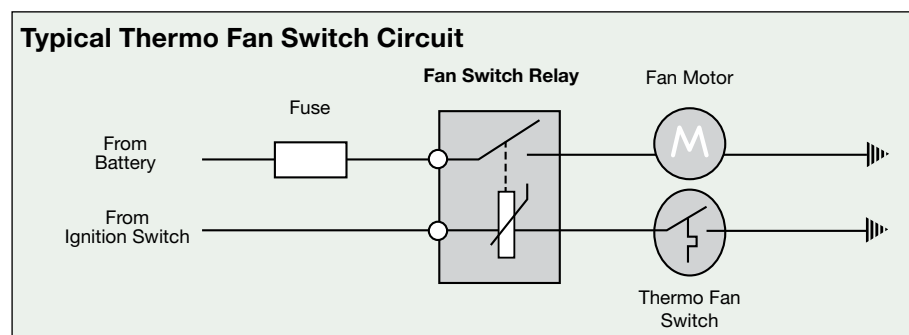 Typical Thermo Fan Switch Circuit
Fan Switch Relay
Fan Motor
Fuse
M
From
Battery
From
Ignition Switch
Thermo Fan
Switch